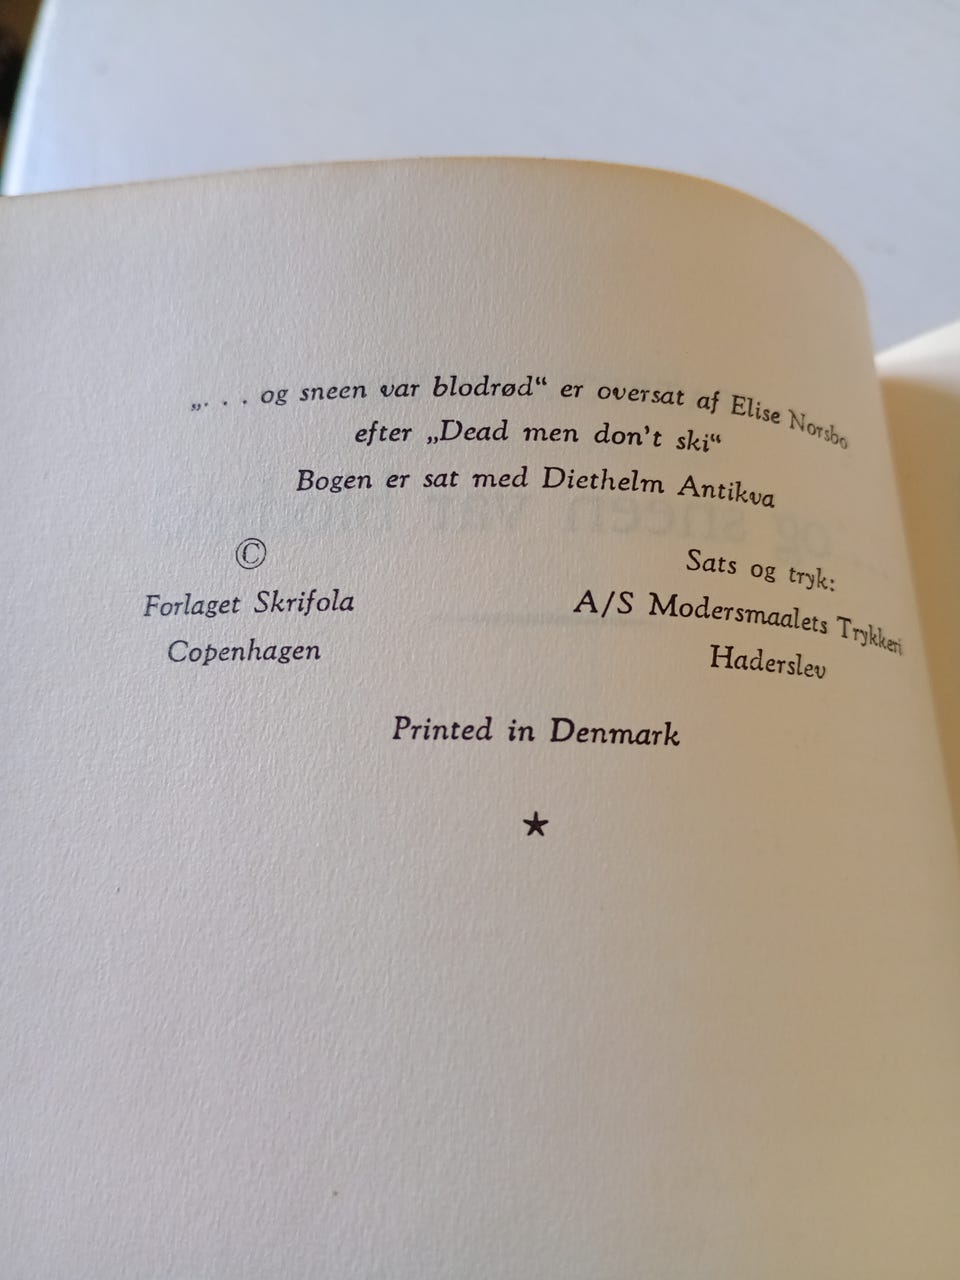 „. . . og sneen var blodrød“ er oversat af Elise Norsbo
efter „Dead men don't ski“
Bogen er sat med Diethelm Antikva
©
Forlaget Skrifola
Copenhagen
Sats og tryk:
A/S Modersmaalets Trykkeri
Haderslev
Printed in Denmark